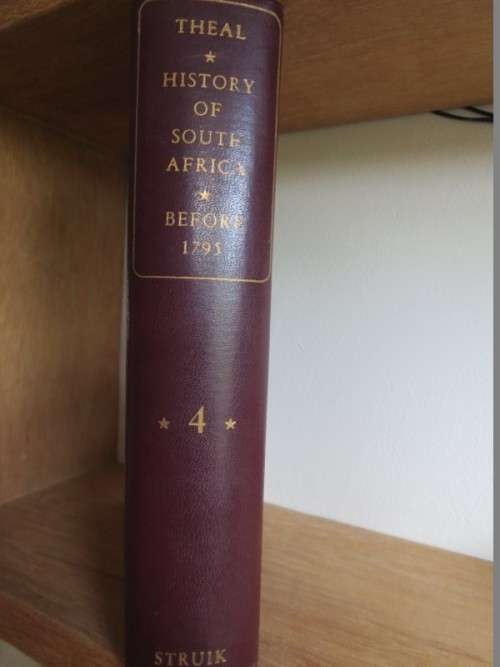 THEAL
★
HISTORY
OF
SOUTH
AFRICA
★
BEFORE
1795
★ 4 ★
STRUIK